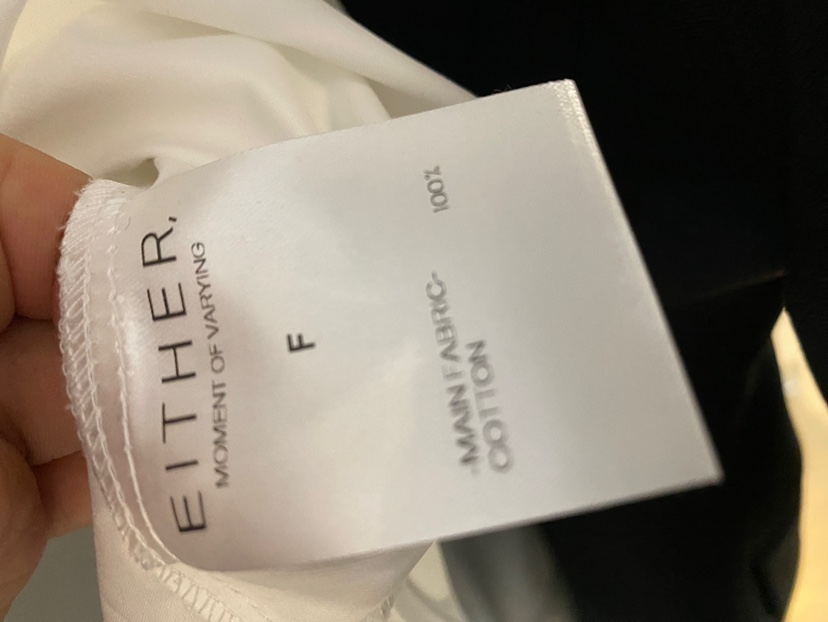 EITHER,
MOMENT OF VARYING
F
-MAIN FABRIC-
COTTON 100%